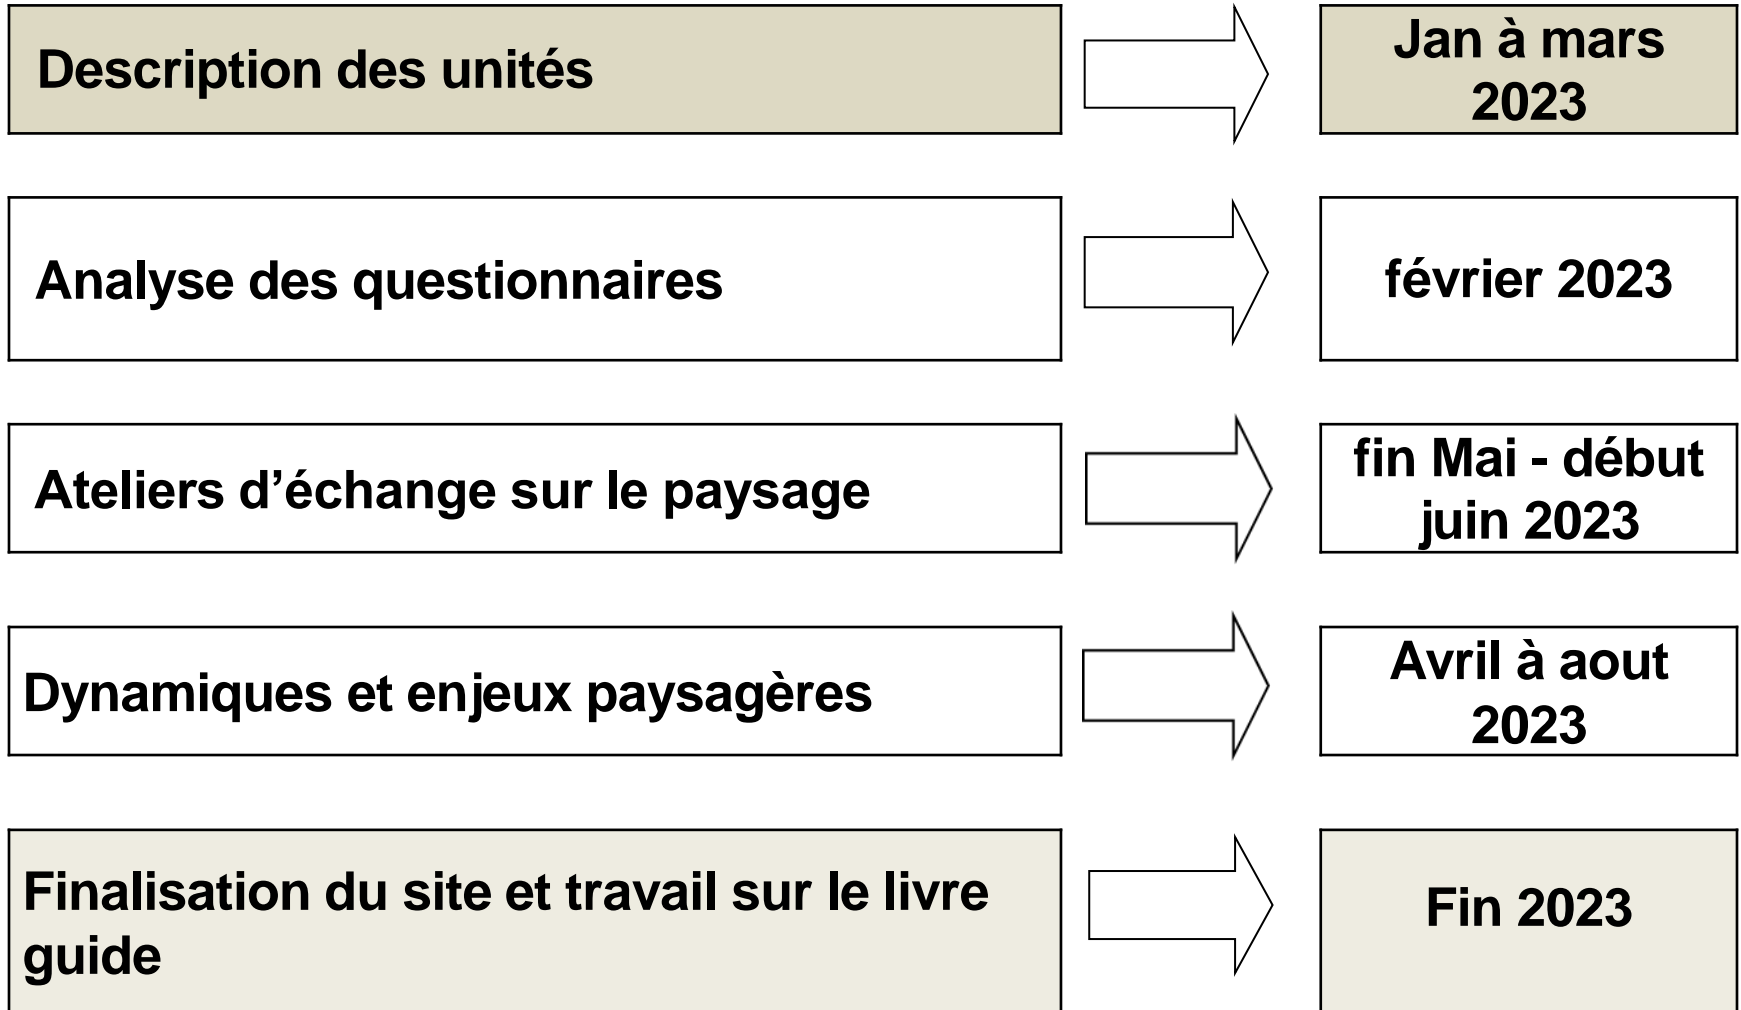 Description des unités
Jan à mars
2023
Analyse des questionnaires
février 2023
Ateliers d’échange sur le paysage
fin Mai - début
juin 2023
Dynamiques et enjeux paysagères
Avril à aout
2023
Finalisation du site et travail sur le livre
guide
Fin 2023